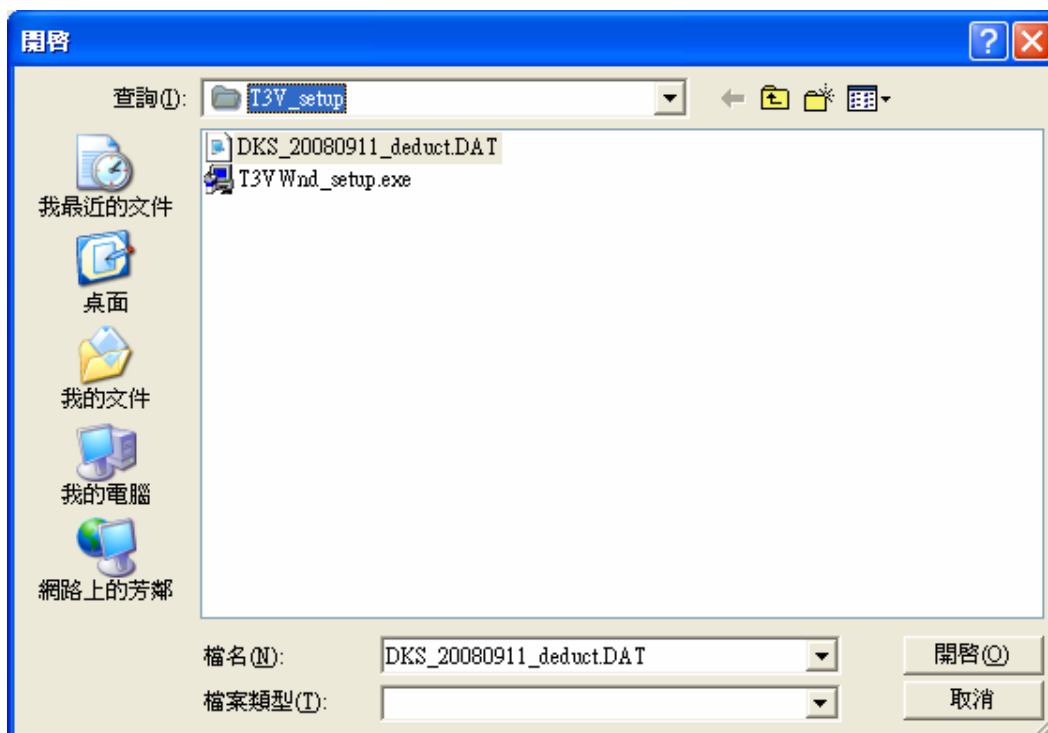 開啓
查詢(I): T3V_setup
DKS_20080911_deduct.DAT
T3VWnd_setup.exe
我最近的文件
桌面
我的文件
我的電腦
網路上的芳鄰
檔名(N): DKS_20080911_deduct.DAT 開啓(O)
檔案類型(T): 取消